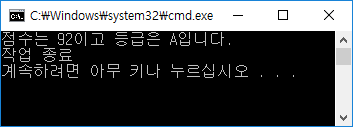 C:\Windows\system32\cmd.exe
점수는 92이고 등급은 A입니다.
작업 종료
계속하려면 아무 키나 누르십시오 . . .